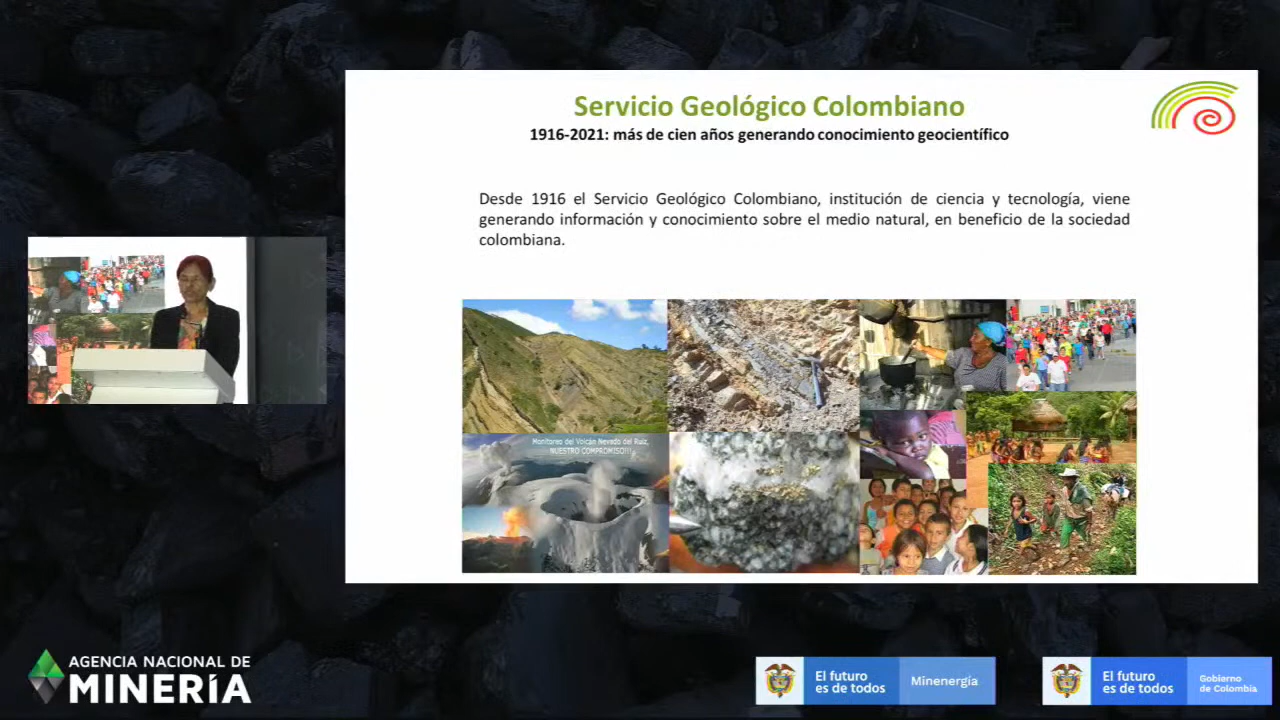 Servicio Geológico Colombiano
1916-2021: más de cien años generando conocimiento geocientífico
Desde 1916 el Servicio Geológico Colombiano, institución de ciencia y tecnología, viene
generando información y conocimiento sobre el medio natural, en beneficio de la sociedad
colombiana.
Monitoreo del Volcán Nevado del Ruiz,
NUESTRO COMPROMISO!!!
AGENCIA NACIONAL DE
MINERÍA
El futuro
es de todos
Minenergía
El futuro
es de todos
Gobierno
de Colombia